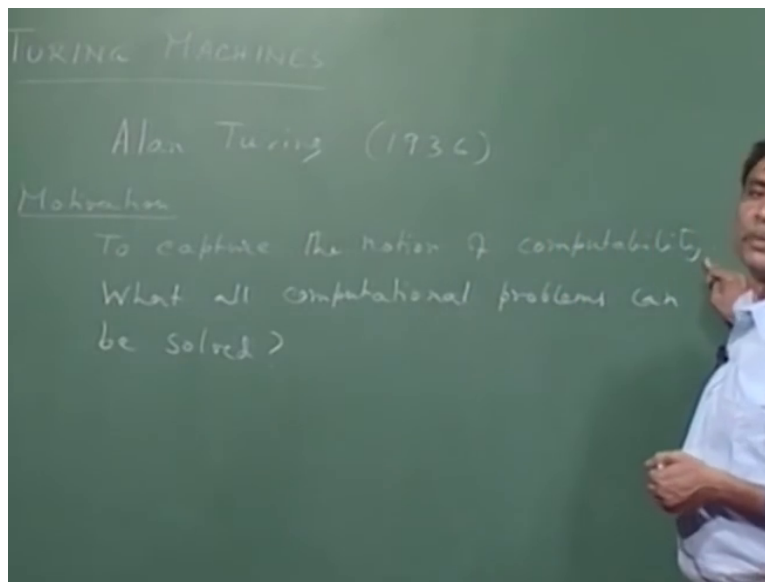 TURING MACHINES
Alan Turing (1936)
Motivation
To capture the notion of computability,
What all computational problems can
be solved?